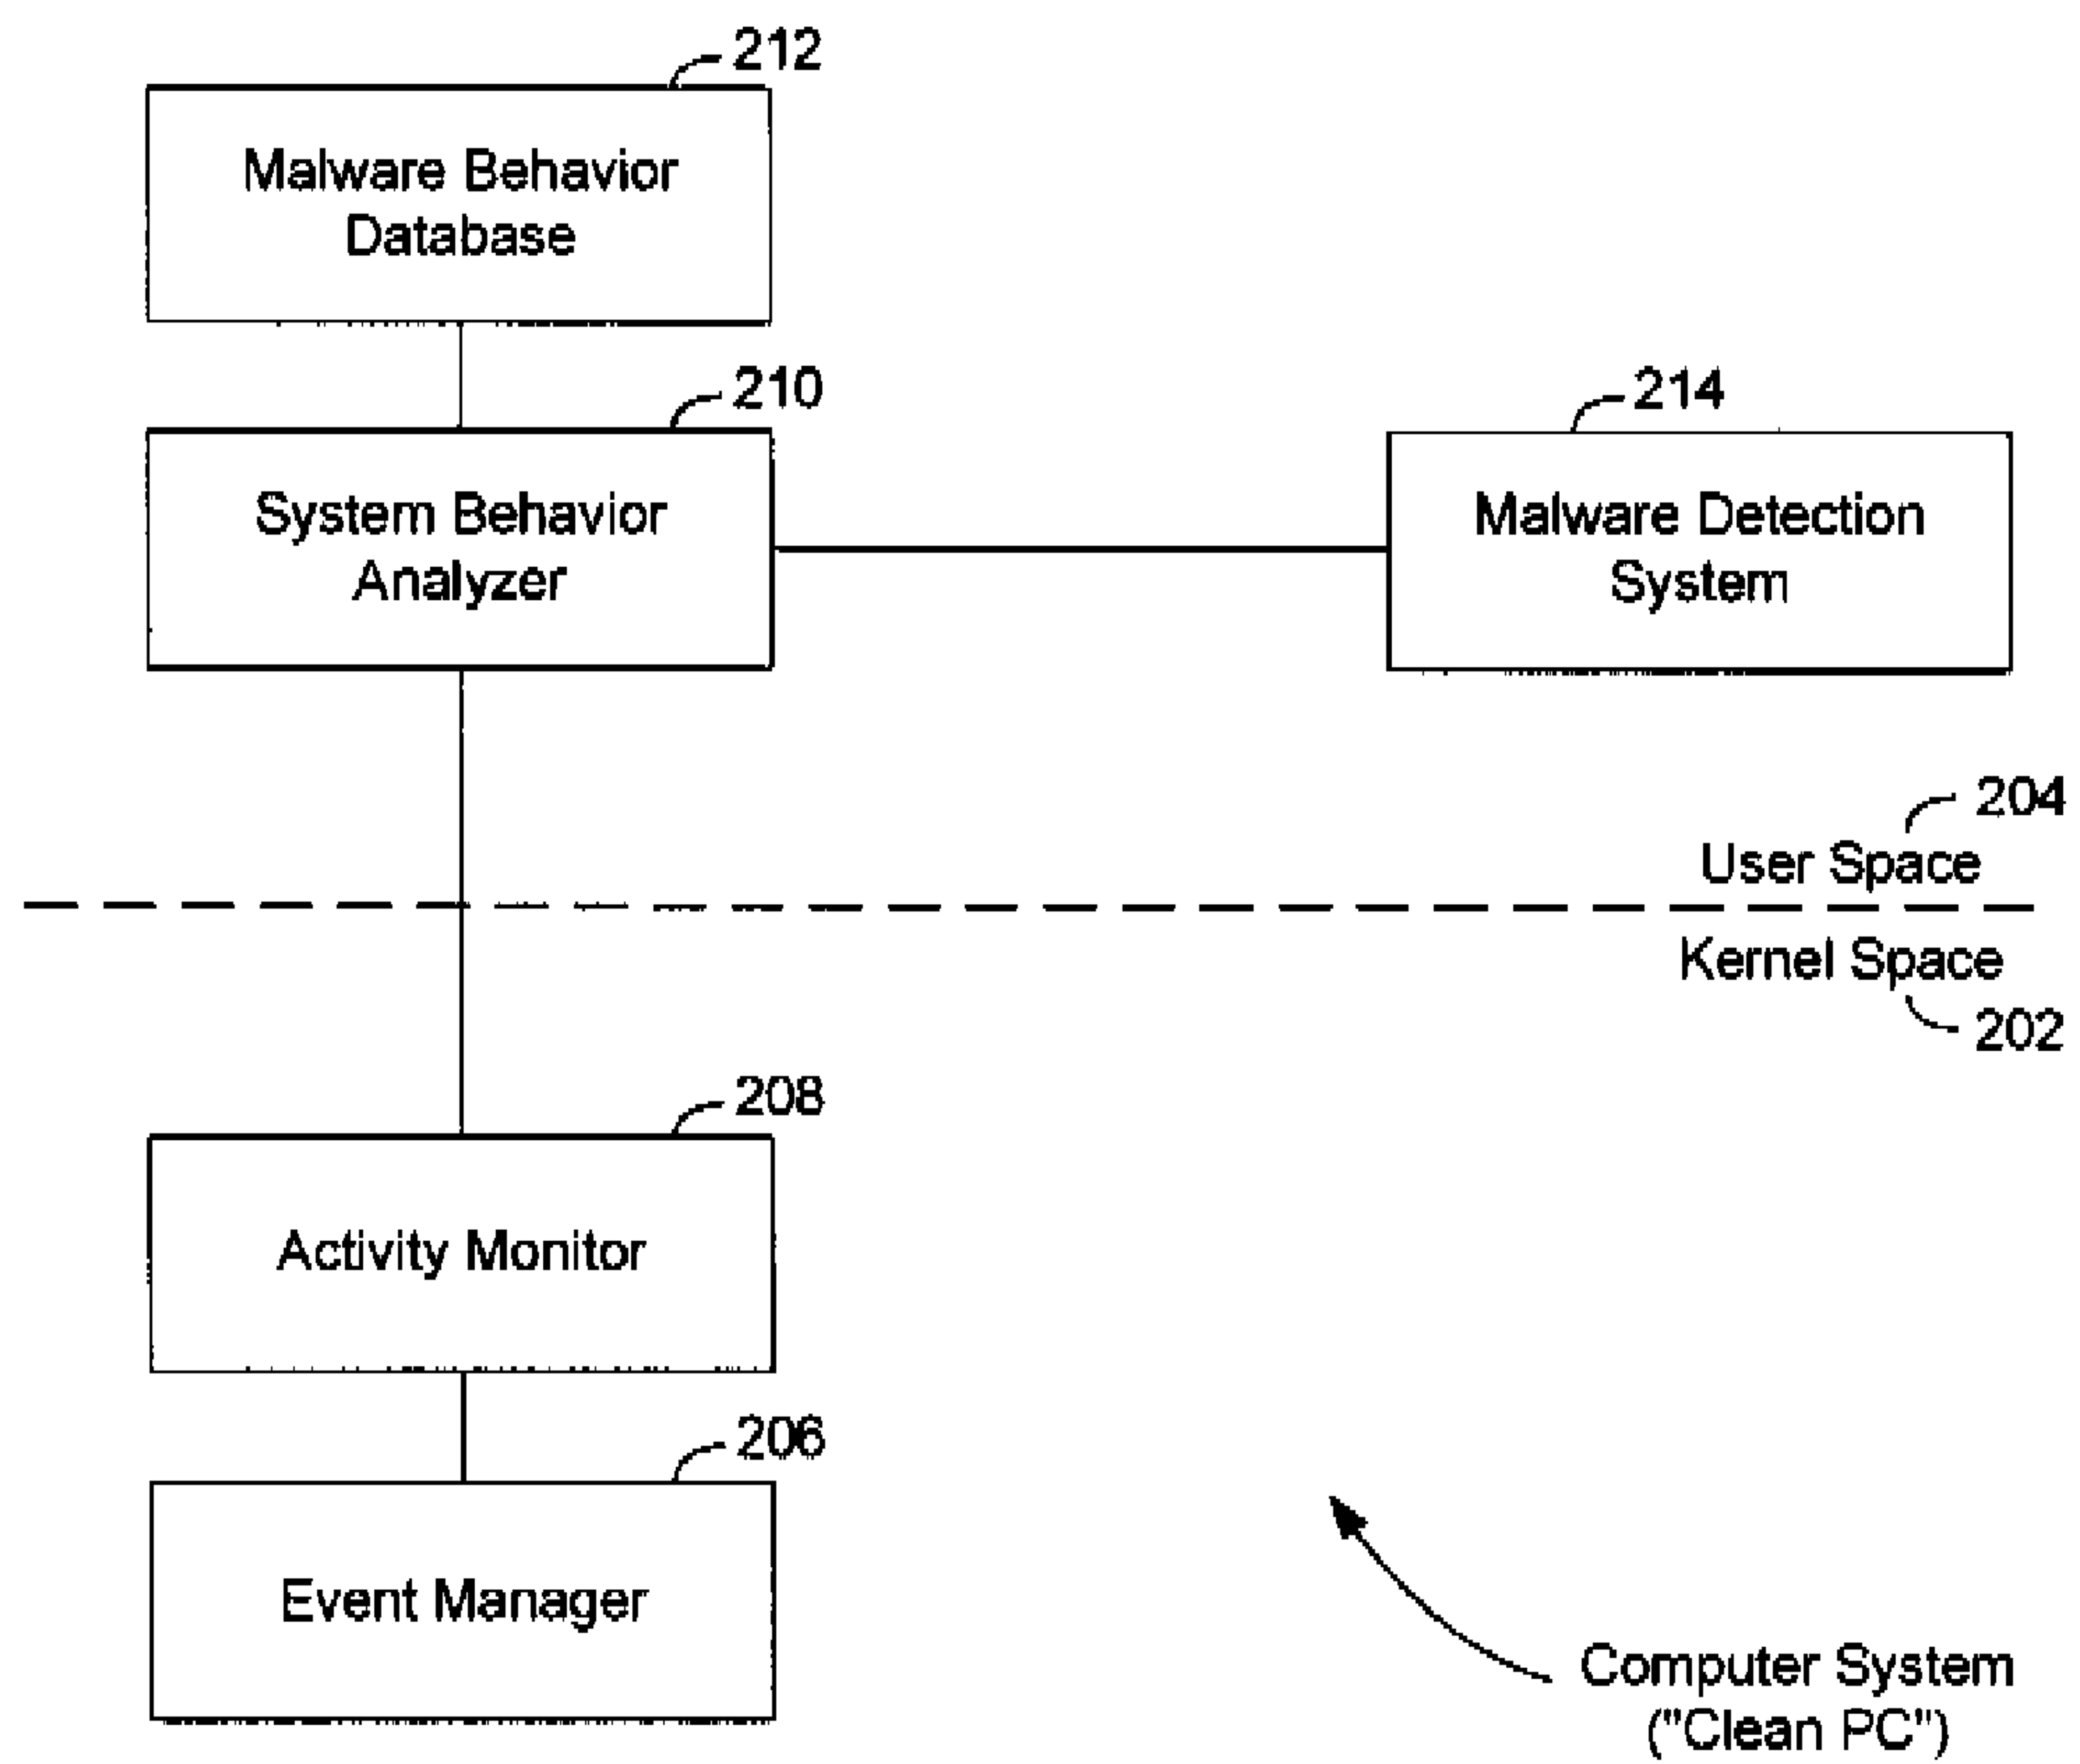 212
Malware Behavior
Database
210
System Behavior
Analyzer
214
Malware Detection
System
204
User Space
Kernel Space
202
208
Activity Monitor
206
Event Manager
Computer System
("Clean PC")